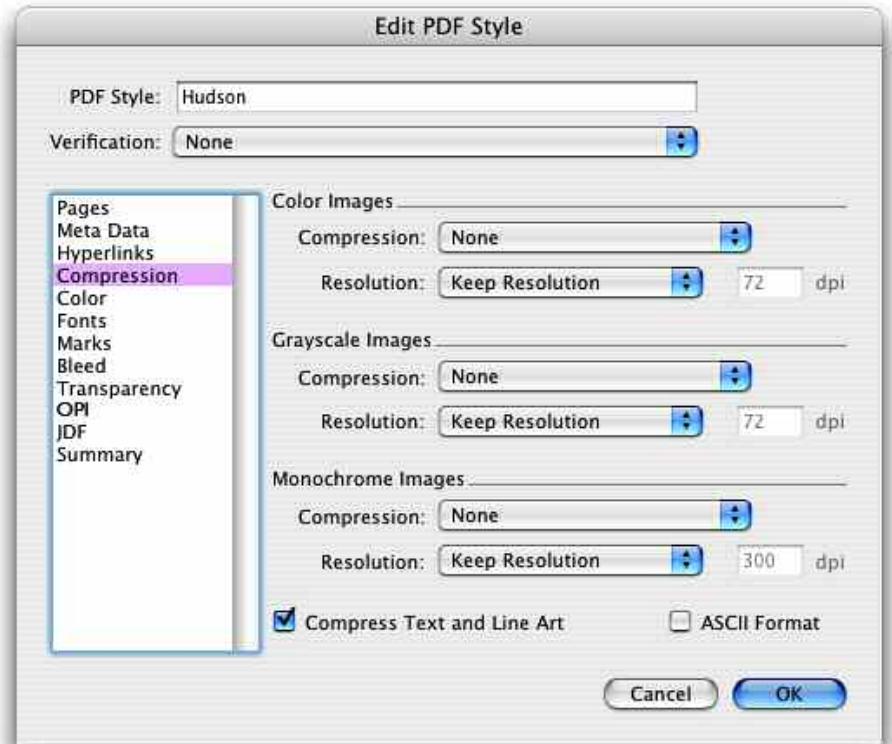 Edit PDF Style
PDF Style: Hudson
Verification: None
Pages
Meta Data
Hyperlinks
Compression
Color
Fonts
Marks
Bleed
Transparency
OPI
JDF
Summary
Color Images
Compression: None
Resolution: Keep Resolution 72 dpi
Grayscale Images
Compression: None
Resolution: Keep Resolution 72 dpi
Monochrome Images
Compression: None
Resolution: Keep Resolution 300 dpi
Compress Text and Line Art ASCII Format
Cancel OK